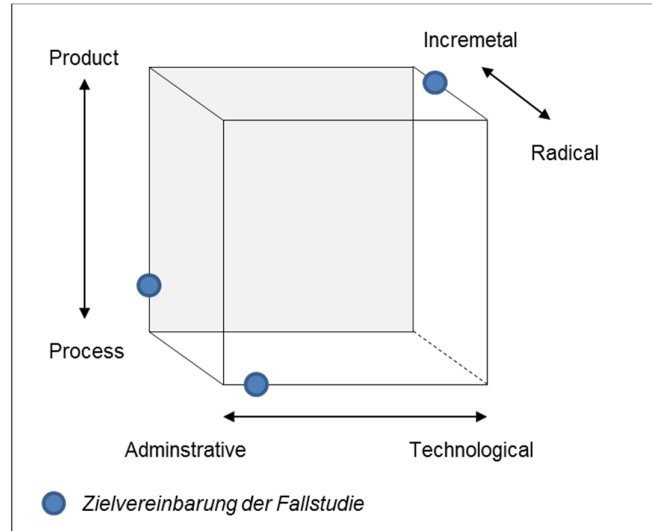 Incremetal
Product
Radical
Process
Adminstrative
Technological
Zielvereinbarung der Fallstudie